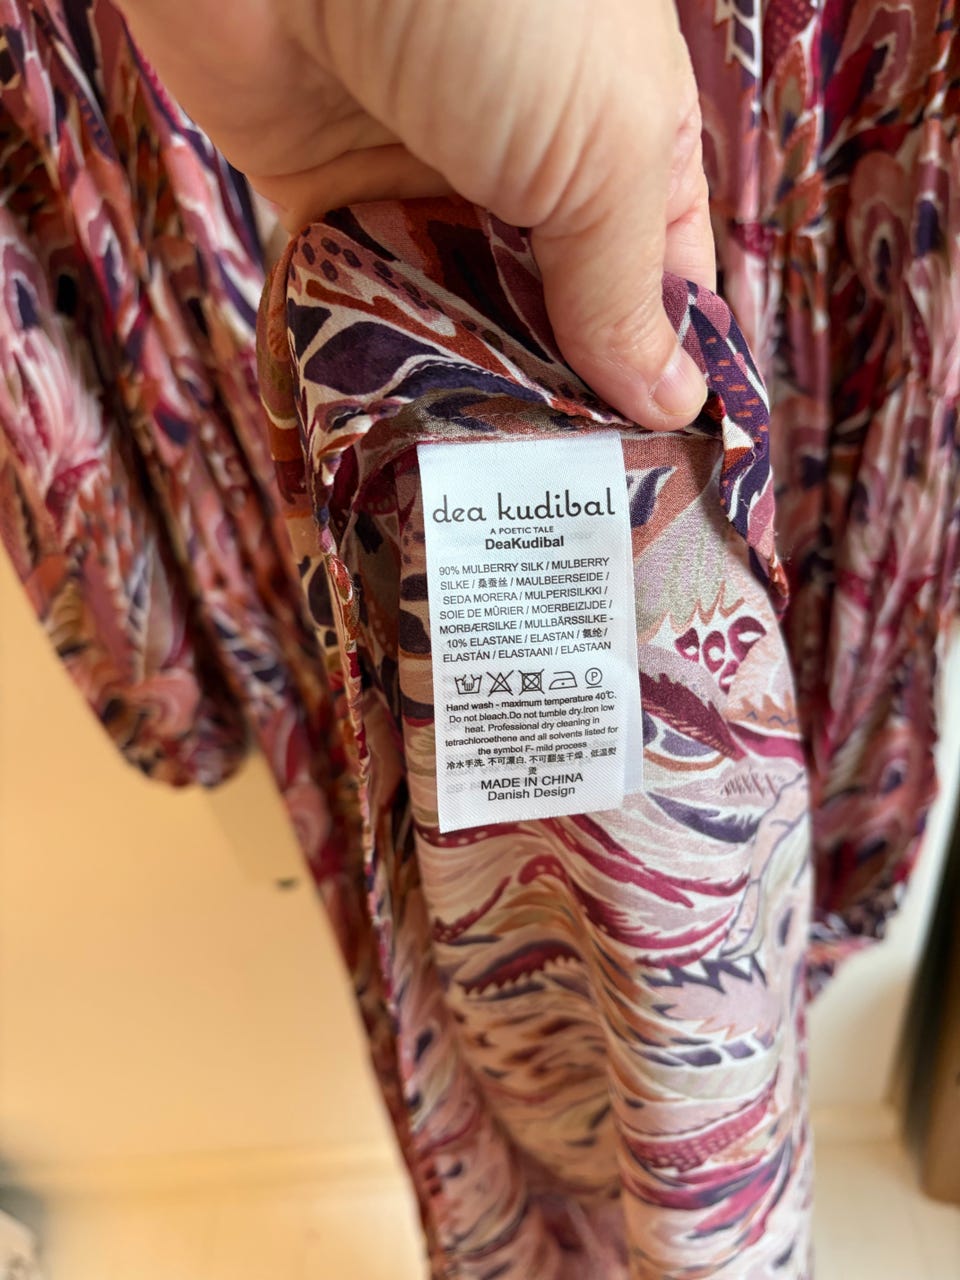 dea kudibal
A POETIC TALE
DeaKudibal
90% MULBERRY SILK / MULBERRY
SILKE / 桑蚕丝 / MAULBEERSEIDE /
SEDA MORERA / MULPERISILKKI /
SOIE DE MÛRIER / MOERBEIZIJDE /
MORBÆRSILKE / MULLBÄRSSILKE -
10% ELASTANE / ELASTAN / 氨纶 /
ELASTÁN / ELASTAANI / ELASTAAN
P
Hand wash - maximum temperature 40℃.
Do not bleach.Do not tumble dry.Iron low
heat. Professional dry cleaning in
tetrachloroethene and all solvents listed for
the symbol F- mild process
冷水手洗. 不可漂白. 不可翻笼干燥. 低温熨
烫
MADE IN CHINA
Danish Design